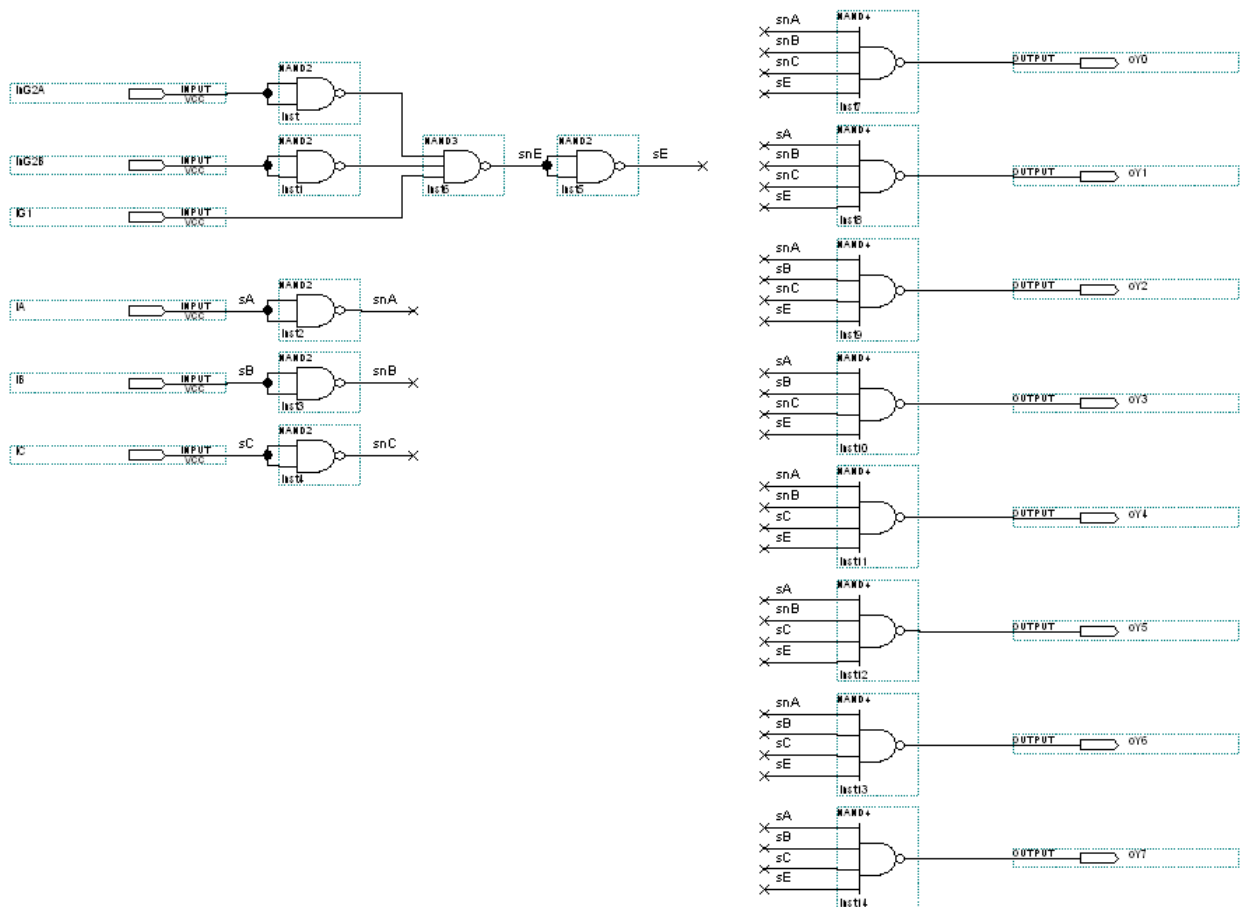 InG2A INPUT VCC
NAND2
inst
InG2B INPUT VCC
NAND2
inst1
NAND3
inst6
snE
NAND2
inst5
sE
IG1 INPUT VCC
IA INPUT VCC
sA
NAND2
inst2
snA
IB INPUT VCC
sB
NAND2
inst3
snB
IC INPUT VCC
sC
NAND2
inst4
snC
snA
snB
snC
sE
NAND4
inst7
OUTPUT oY0
sA
snB
snC
sE
NAND4
inst8
OUTPUT oY1
snA
sB
snC
sE
NAND4
inst9
OUTPUT oY2
sA
sB
snC
sE
NAND4
inst10
OUTPUT oY3
snA
snB
sC
sE
NAND4
inst11
OUTPUT oY4
sA
snB
sC
sE
NAND4
inst12
OUTPUT oY5
snA
sB
sC
sE
NAND4
inst13
OUTPUT oY6
sA
sB
sC
sE
NAND4
inst14
OUTPUT oY7